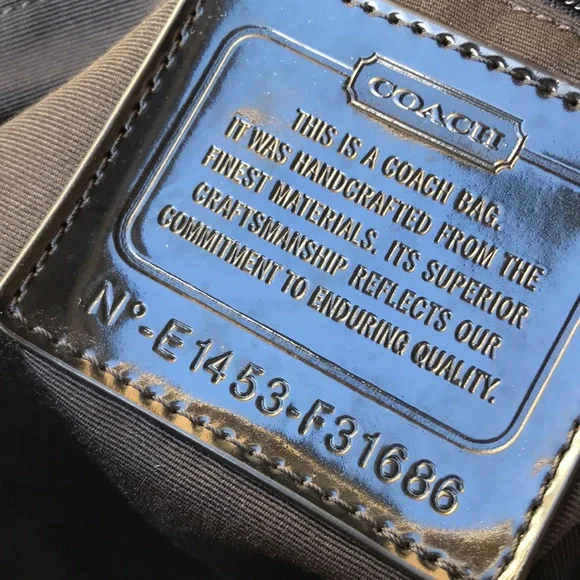 COACH
THIS IS A COACH BAG.
IT WAS HANDCRAFTED FROM THE
FINEST MATERIALS. ITS SUPERIOR
CRAFTSMANSHIP REFLECTS OUR
COMMITMENT TO ENDURING QUALITY.
Nº-E1453-F31686